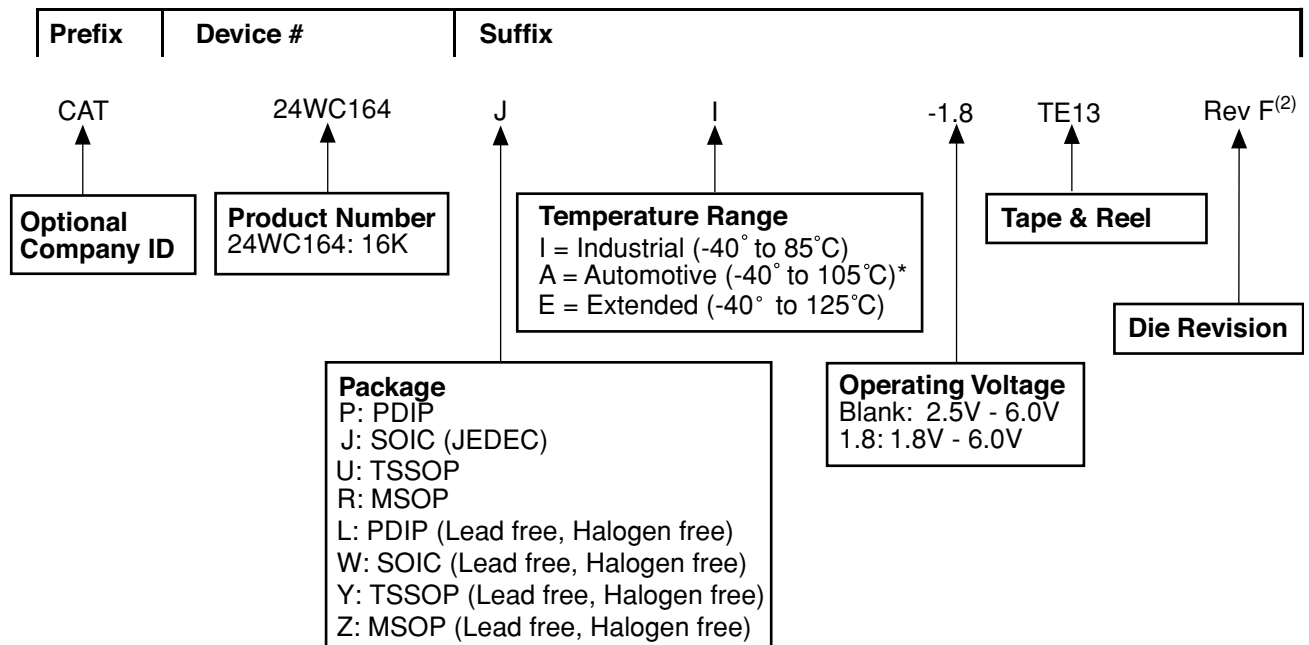 Prefix Device # Suffix
CAT 24WC164 J I -1.8 TE13 Rev F(2)
Optional
Company ID
Product Number
24WC164: 16K
Temperature Range
I = Industrial (-40˚ to 85˚C)
A = Automotive (-40˚ to 105˚C)*
E = Extended (-40° to 125˚C)
Tape & Reel
Die Revision
Package
P: PDIP
J: SOIC (JEDEC)
U: TSSOP
R: MSOP
L: PDIP (Lead free, Halogen free)
W: SOIC (Lead free, Halogen free)
Y: TSSOP (Lead free, Halogen free)
Z: MSOP (Lead free, Halogen free)
Operating Voltage
Blank: 2.5V - 6.0V
1.8: 1.8V - 6.0V